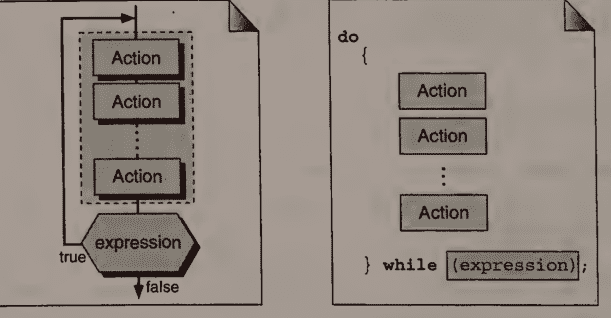 Action
Action
Action
expression
true
false
do
{
Action
Action
Action
} while (expression);